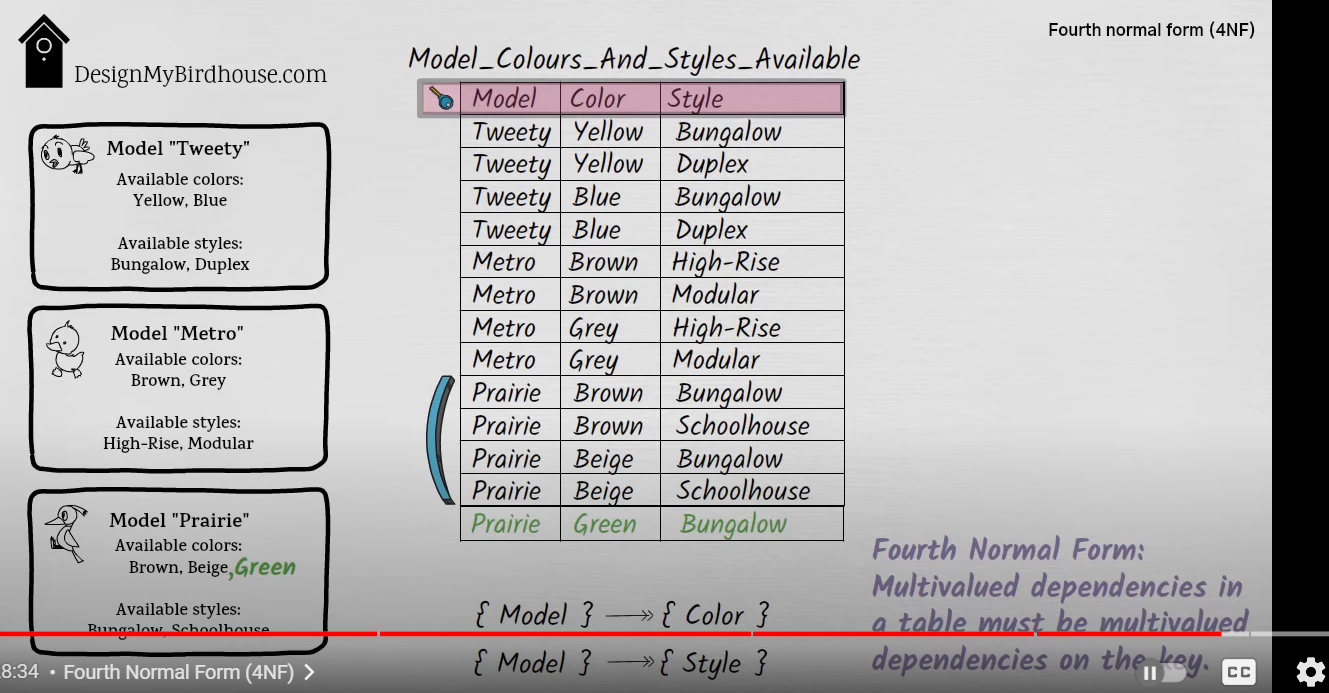 Fourth normal form (4NF)
DesignMyBirdhouse.com
Model "Tweety"
Available colors:
Yellow, Blue
Available styles:
Bungalow, Duplex
Model "Metro"
Available colors:
Brown, Grey
Available styles:
High-Rise, Modular
Model "Prairie"
Available colors:
Brown, Beige,Green
Available styles:
Bungalow, Schoolhouse
Model_Colours_And_Styles_Available
Model Color Style
Tweety Yellow Bungalow
Tweety Yellow Duplex
Tweety Blue Bungalow
Tweety Blue Duplex
Metro Brown High-Rise
Metro Brown Modular
Metro Grey High-Rise
Metro Grey Modular
Prairie Brown Bungalow
Prairie Brown Schoolhouse
Prairie Beige Bungalow
Prairie Beige Schoolhouse
Prairie Green Bungalow
{ Model } →→ { Color }
{ Model } →→ { Style }
Fourth Normal Form:
Multivalued dependencies in
a table must be multivalued
dependencies on the key.
8:34 • Fourth Normal Form (4NF)
CC